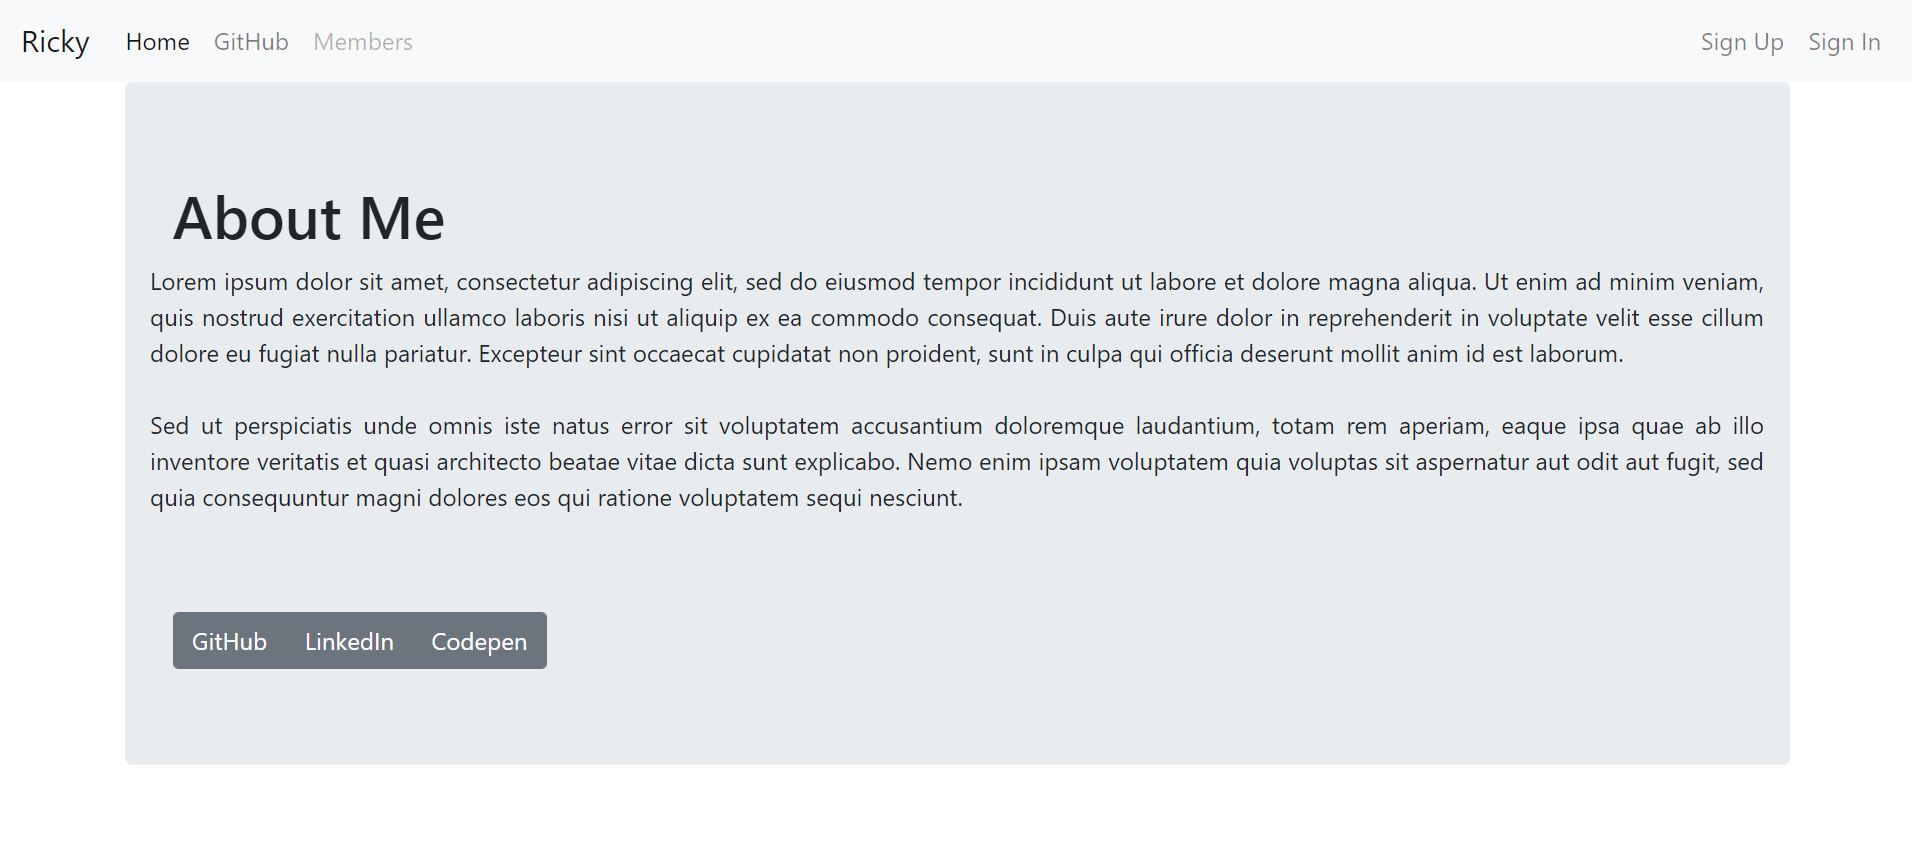 Ricky Home GitHub Members Sign Up Sign In
About Me
Lorem ipsum dolor sit amet, consectetur adipiscing elit, sed do eiusmod tempor incididunt ut labore et dolore magna aliqua. Ut enim ad minim veniam,
quis nostrud exercitation ullamco laboris nisi ut aliquip ex ea commodo consequat. Duis aute irure dolor in reprehenderit in voluptate velit esse cillum
dolore eu fugiat nulla pariatur. Excepteur sint occaecat cupidatat non proident, sunt in culpa qui officia deserunt mollit anim id est laborum.
Sed ut perspiciatis unde omnis iste natus error sit voluptatem accusantium doloremque laudantium, totam rem aperiam, eaque ipsa quae ab illo
inventore veritatis et quasi architecto beatae vitae dicta sunt explicabo. Nemo enim ipsam voluptatem quia voluptas sit aspernatur aut odit aut fugit, sed
quia consequuntur magni dolores eos qui ratione voluptatem sequi nesciunt.
GitHub LinkedIn Codepen